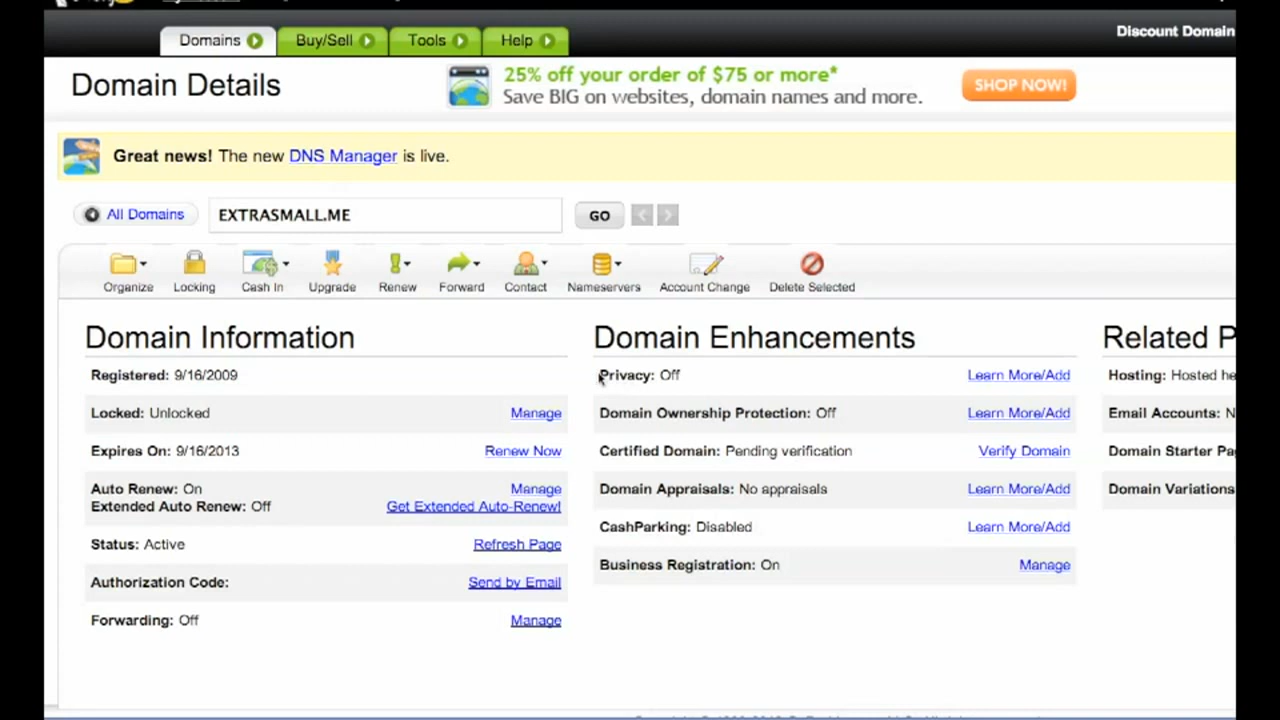 Domains Buy/Sell Tools Help
Discount Domain
Domain Details
25% off your order of $75 or more*
Save BIG on websites, domain names and more.
SHOP NOW!
Great news! The new DNS Manager is live.
All Domains EXTRASMALL.ME GO
Organize Locking Cash In Upgrade Renew Forward Contact Nameservers Account Change Delete Selected
Domain Information
Registered: 9/16/2009
Locked: Unlocked Manage
Expires On: 9/16/2013 Renew Now
Auto Renew: On Manage
Extended Auto Renew: Off Get Extended Auto-Renew!
Status: Active Refresh Page
Authorization Code: Send by Email
Forwarding: Off Manage
Domain Enhancements
Privacy: Off Learn More/Add
Domain Ownership Protection: Off Learn More/Add
Certified Domain: Pending verification Verify Domain
Domain Appraisals: No appraisals Learn More/Add
CashParking: Disabled Learn More/Add
Business Registration: On Manage
Related P
Hosting: Hosted he
Email Accounts: N
Domain Starter Pa
Domain Variations